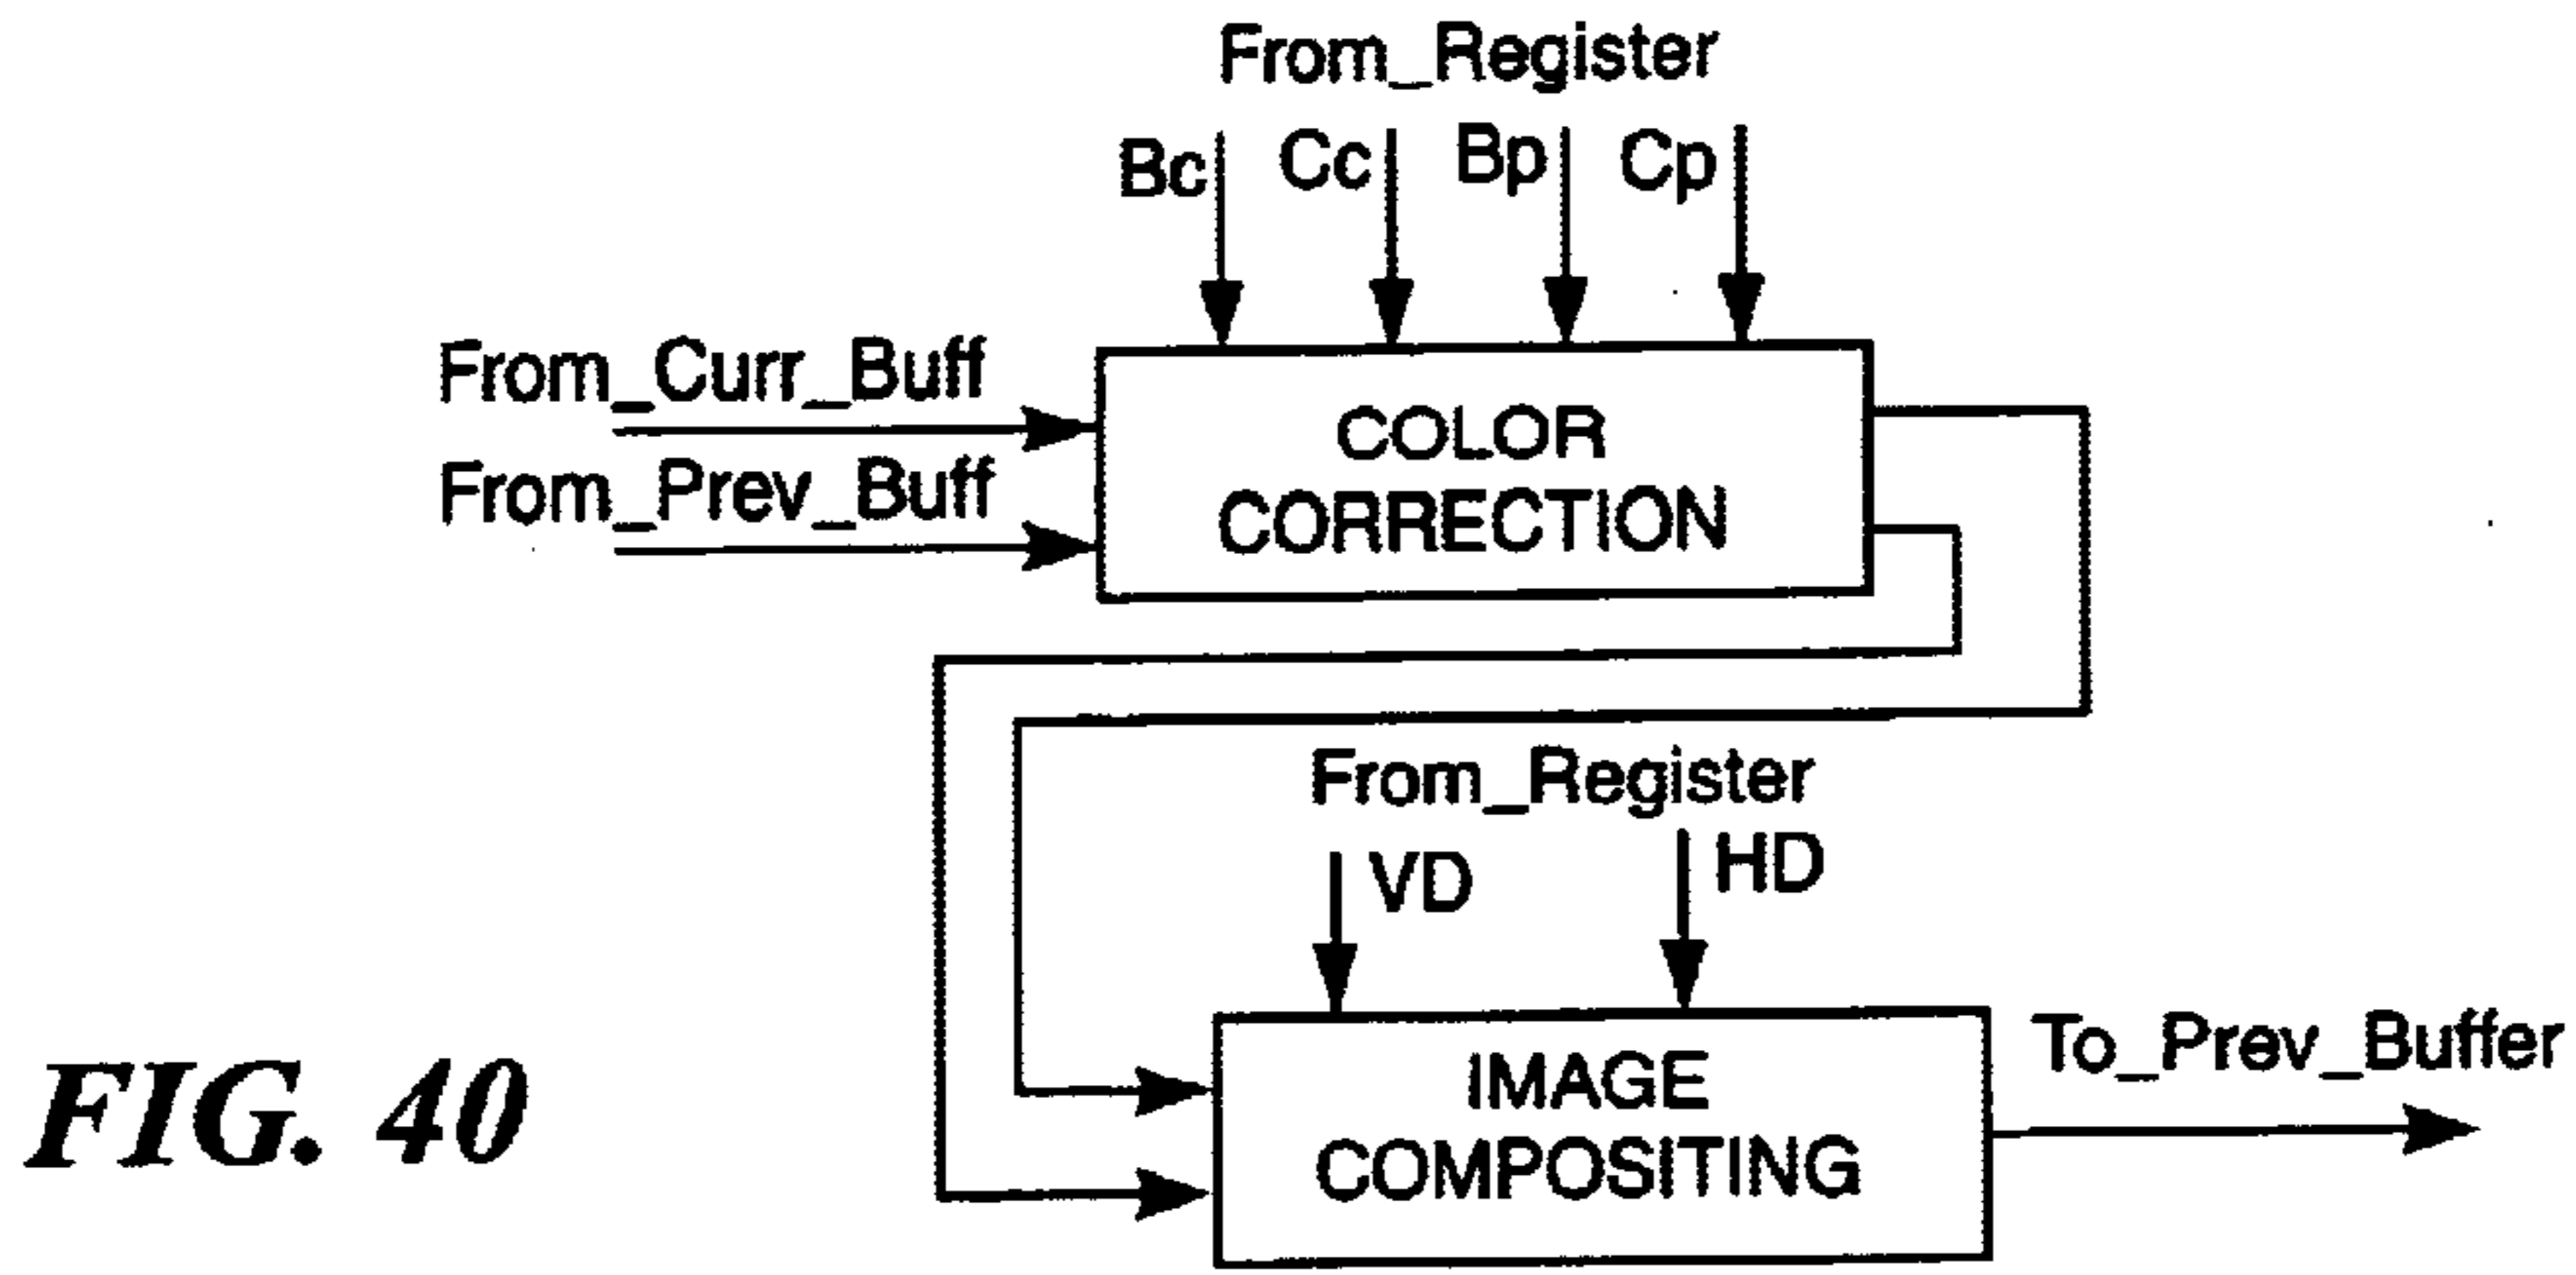 From_Register
Bc Cc Bp Cp
From_Curr_Buff
From_Prev_Buff
COLOR
CORRECTION
From_Register
VD HD
IMAGE
COMPOSITING
To_Prev_Buffer
FIG. 40